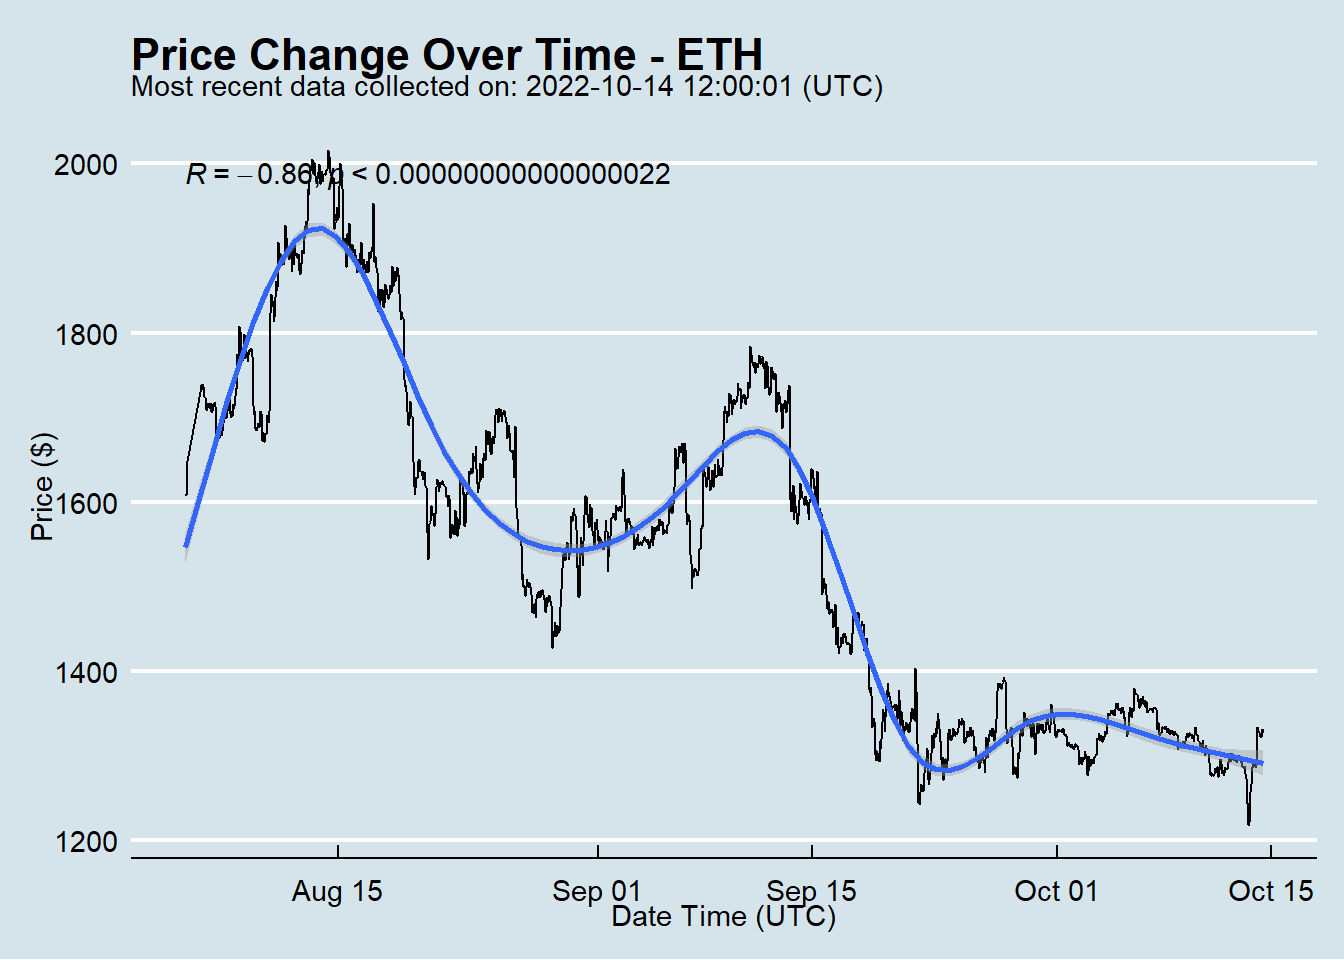 Price Change Over Time - ETH
Most recent data collected on: 2022-10-14 12:00:01 (UTC)
R = −0.86, p < 0.00000000000000022
2000
1800
1600
1400
1200
Price ($)
Aug 15
Sep 01
Sep 15
Oct 01
Oct 15
Date Time (UTC)